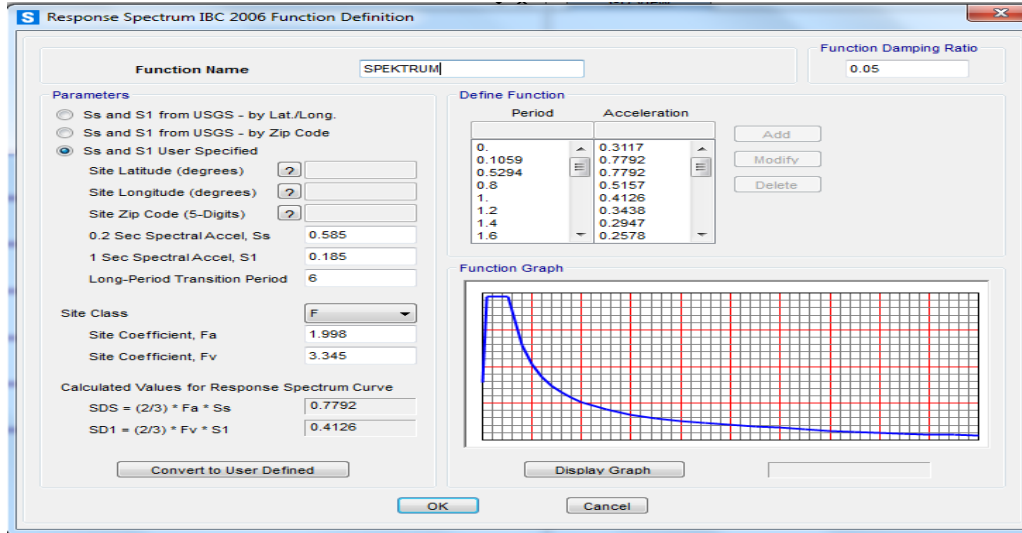 S Response Spectrum IBC 2006 Function Definition
Function Name SPEKTRUM
Function Damping Ratio
0.05
Parameters
Ss and S1 from USGS - by Lat./Long.
Ss and S1 from USGS - by Zip Code
Ss and S1 User Specified
Site Latitude (degrees) ?
Site Longitude (degrees) ?
Site Zip Code (5-Digits) ?
0.2 Sec Spectral Accel, Ss 0.585
1 Sec Spectral Accel, S1 0.185
Long-Period Transition Period 6
Site Class F
Site Coefficient, Fa 1.998
Site Coefficient, Fv 3.345
Calculated Values for Response Spectrum Curve
SDS = (2/3) * Fa * Ss 0.7792
SD1 = (2/3) * Fv * S1 0.4126
Convert to User Defined
Define Function
Period Acceleration
0. 0.3117
0.1059 0.7792
0.5294 0.7792
0.8 0.5157
1. 0.4126
1.2 0.3438
1.4 0.2947
1.6 0.2578
Add
Modify
Delete
Function Graph
Display Graph
OK
Cancel